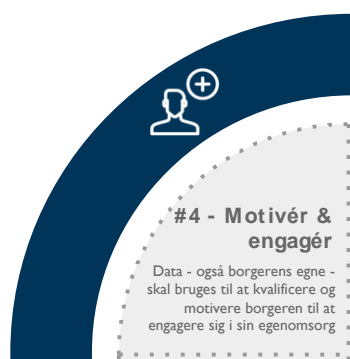 #4 - Motivér &
engagér
Data - også borgerens egne -
skal bruges til at kvalificere og
motivere borgeren til at
engagere sig i sin egenomsorg